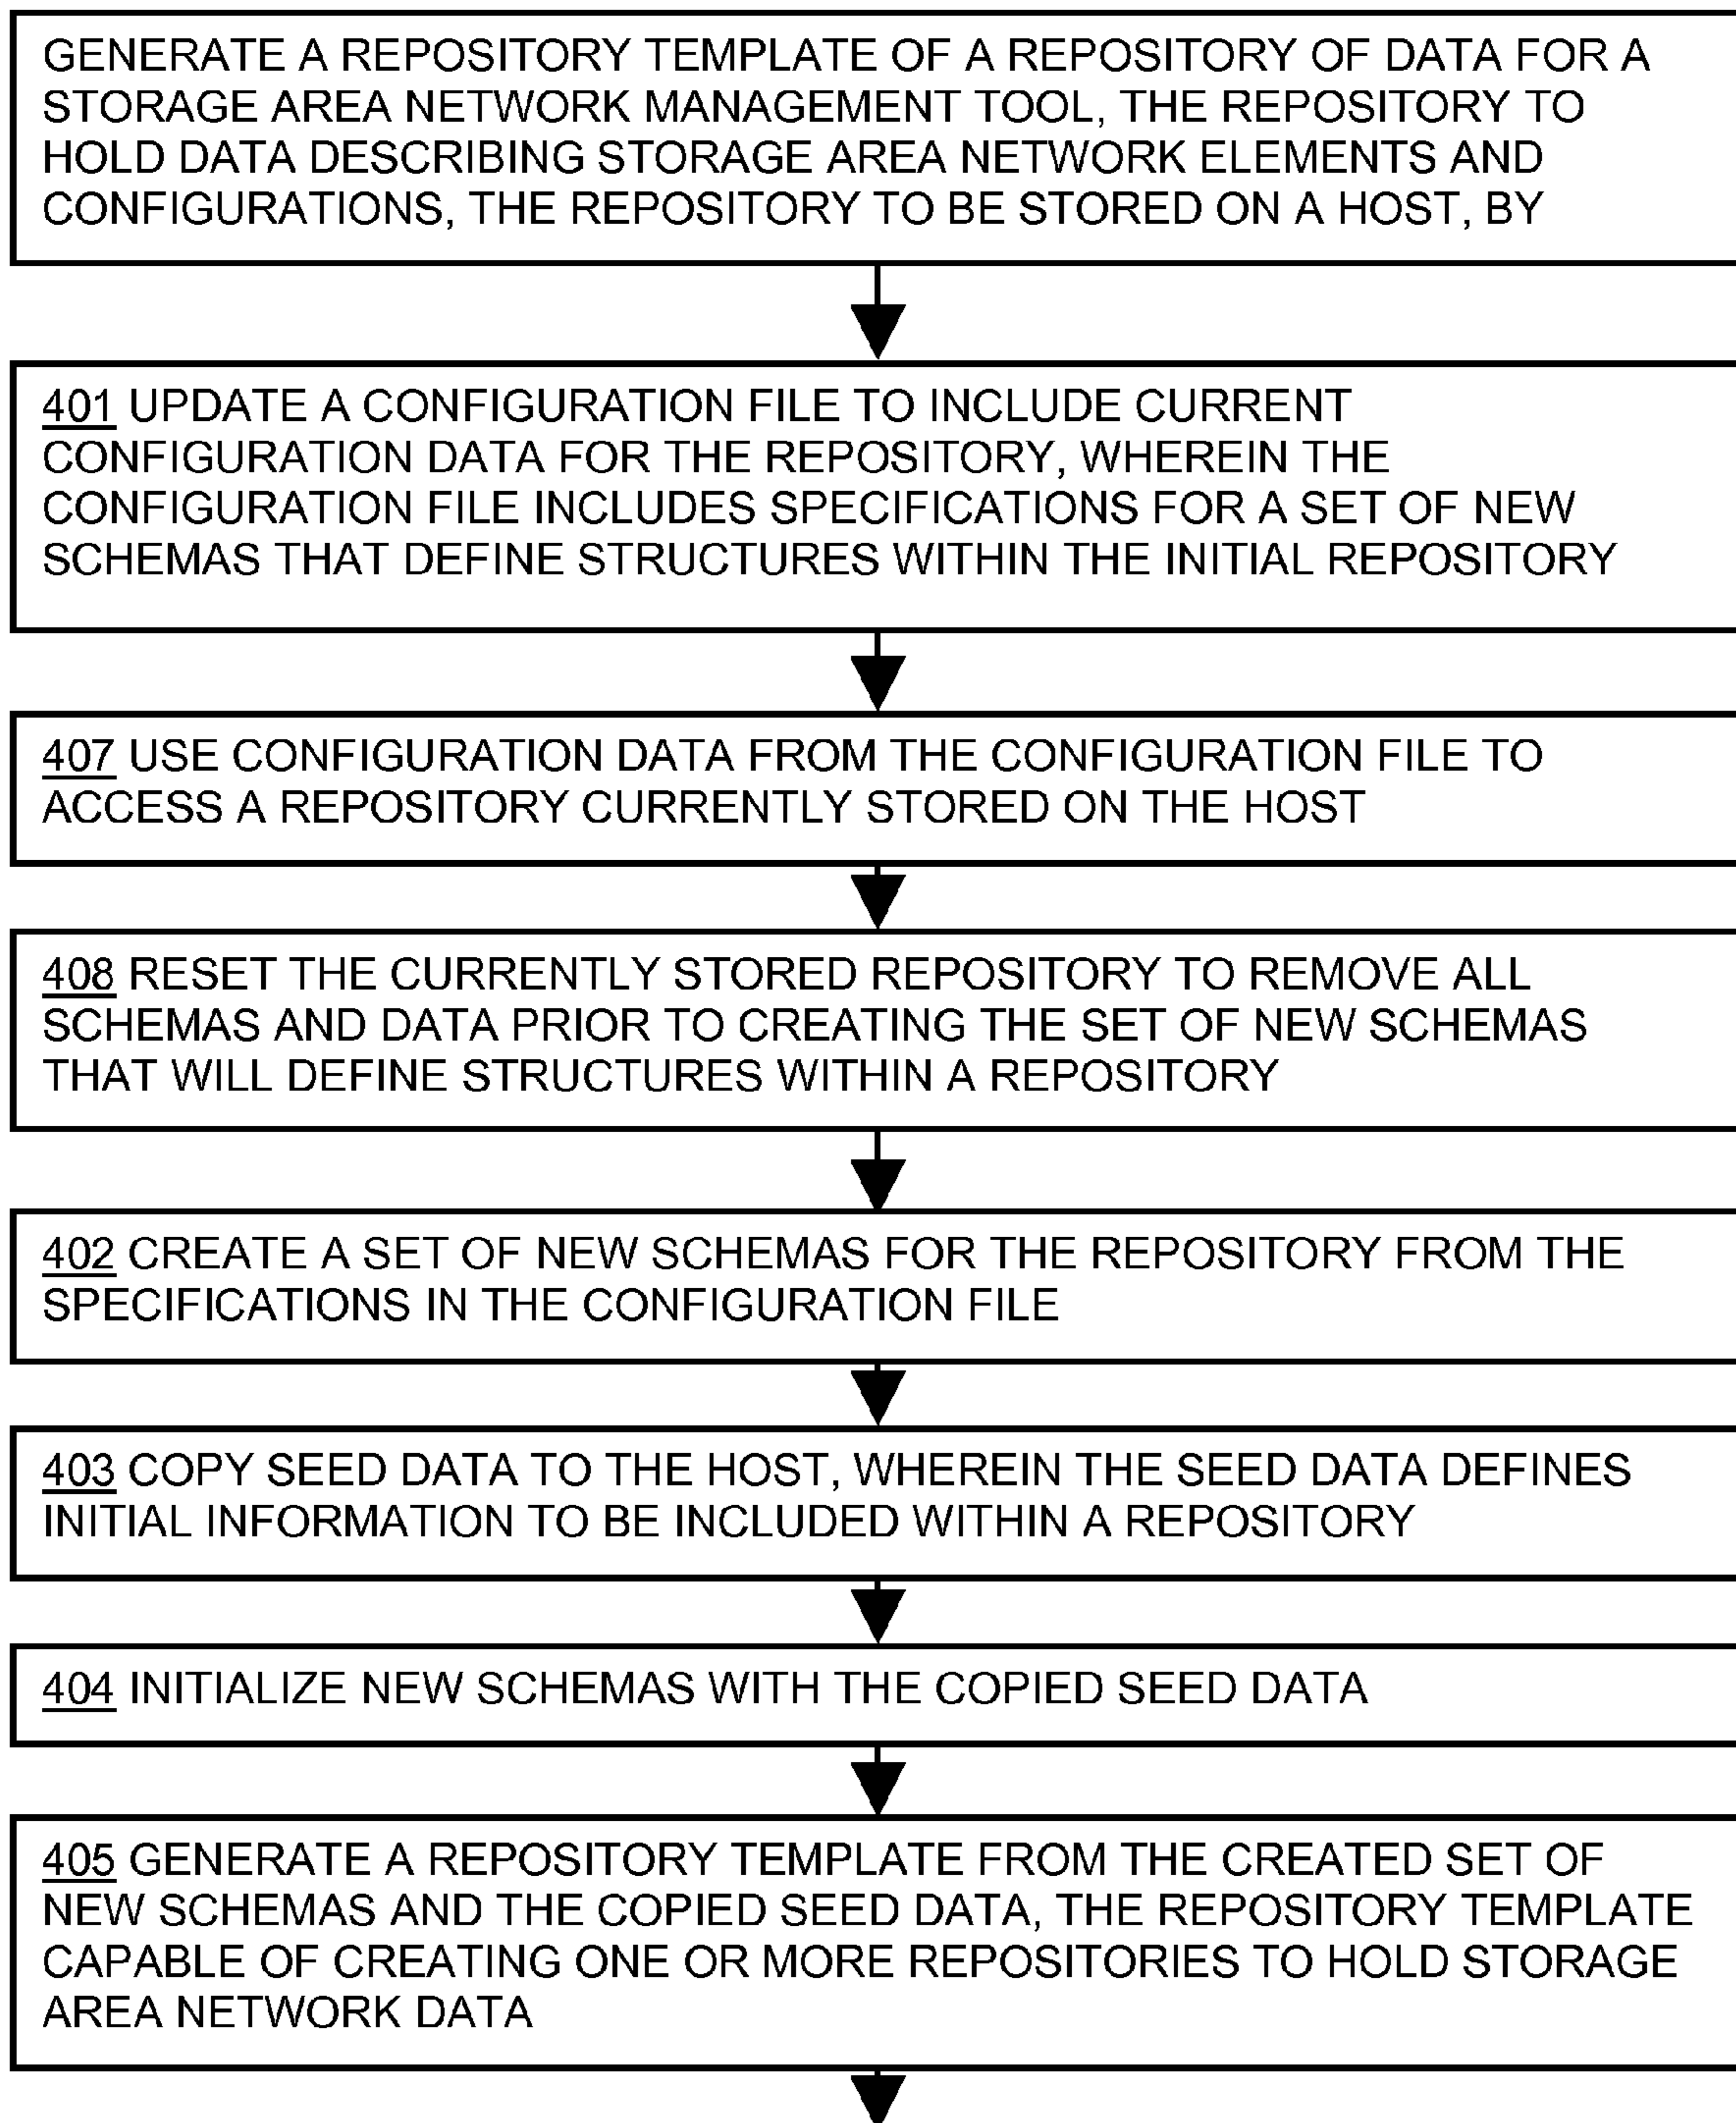 GENERATE A REPOSITORY TEMPLATE OF A REPOSITORY OF DATA FOR A
STORAGE AREA NETWORK MANAGEMENT TOOL, THE REPOSITORY TO
HOLD DATA DESCRIBING STORAGE AREA NETWORK ELEMENTS AND
CONFIGURATIONS, THE REPOSITORY TO BE STORED ON A HOST, BY
401 UPDATE A CONFIGURATION FILE TO INCLUDE CURRENT
CONFIGURATION DATA FOR THE REPOSITORY, WHEREIN THE
CONFIGURATION FILE INCLUDES SPECIFICATIONS FOR A SET OF NEW
SCHEMAS THAT DEFINE STRUCTURES WITHIN THE INITIAL REPOSITORY
407 USE CONFIGURATION DATA FROM THE CONFIGURATION FILE TO
ACCESS A REPOSITORY CURRENTLY STORED ON THE HOST
408 RESET THE CURRENTLY STORED REPOSITORY TO REMOVE ALL
SCHEMAS AND DATA PRIOR TO CREATING THE SET OF NEW SCHEMAS
THAT WILL DEFINE STRUCTURES WITHIN A REPOSITORY
402 CREATE A SET OF NEW SCHEMAS FOR THE REPOSITORY FROM THE
SPECIFICATIONS IN THE CONFIGURATION FILE
403 COPY SEED DATA TO THE HOST, WHEREIN THE SEED DATA DEFINES
INITIAL INFORMATION TO BE INCLUDED WITHIN A REPOSITORY
404 INITIALIZE NEW SCHEMAS WITH THE COPIED SEED DATA
405 GENERATE A REPOSITORY TEMPLATE FROM THE CREATED SET OF
NEW SCHEMAS AND THE COPIED SEED DATA, THE REPOSITORY TEMPLATE
CAPABLE OF CREATING ONE OR MORE REPOSITORIES TO HOLD STORAGE
AREA NETWORK DATA